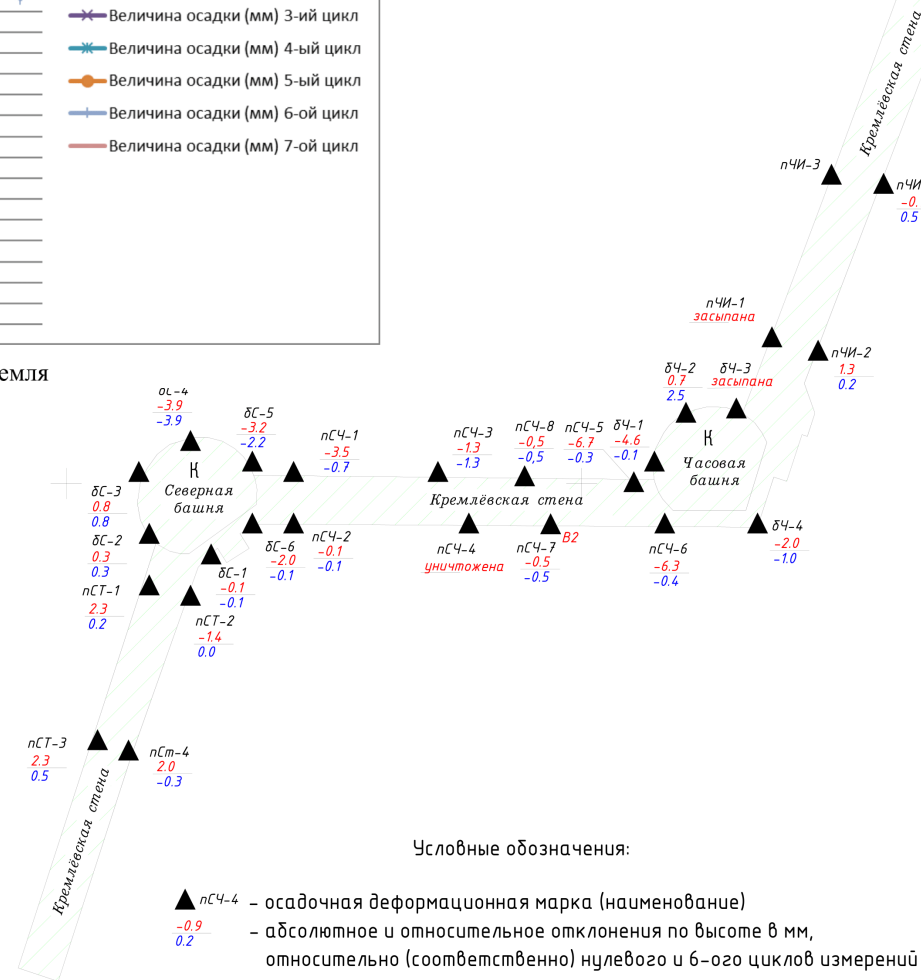 Величина осадки (мм) 3-ий цикл
Величина осадки (мм) 4-ый цикл
Величина осадки (мм) 5-ый цикл
Величина осадки (мм) 6-ой цикл
Величина осадки (мм) 7-ой цикл
Кремлёвская стена
пЧИ-3
0.5
пЧИ-1
засыпана
пЧИ-2
1.3
0.2
δЧ-2
0.7
2.5
δЧ-3
засыпана
К
Часовая
башня
-3.9
-3.9
δС-5
-3.2
-2.2
К
Северная
башня
пСЧ-1
-3.5
-0.7
пСЧ-3
-1.3
-1.3
пСЧ-8
-0,5
-0,5
пСЧ-5
-6.7
-0.3
δЧ-1
-4.6
-0.1
Кремлёвская стена
δС-3
0.8
0.8
δС-2
0.3
0.3
δС-6
-2.0
-0.1
пСЧ-2
-0.1
-0.1
пСЧ-4
уничтожена
пСЧ-7
-0.5
-0.5
В2
пСЧ-6
-6.3
-0.4
δЧ-4
-2.0
-1.0
δС-1
-0.1
-0.1
пСТ-1
2.3
0.2
пСТ-2
-1.4
0.0
пСТ-3
2.3
0.5
пСт-4
2.0
-0.3
Кремлёвская стена
Условные обозначения:
пСЧ-4 - осадочная деформационная марка (наименование)
-0.9
0.2
- абсолютное и относительное отклонения по высоте в мм,
относительно (соответственно) нулевого и 6-ого циклов измерений